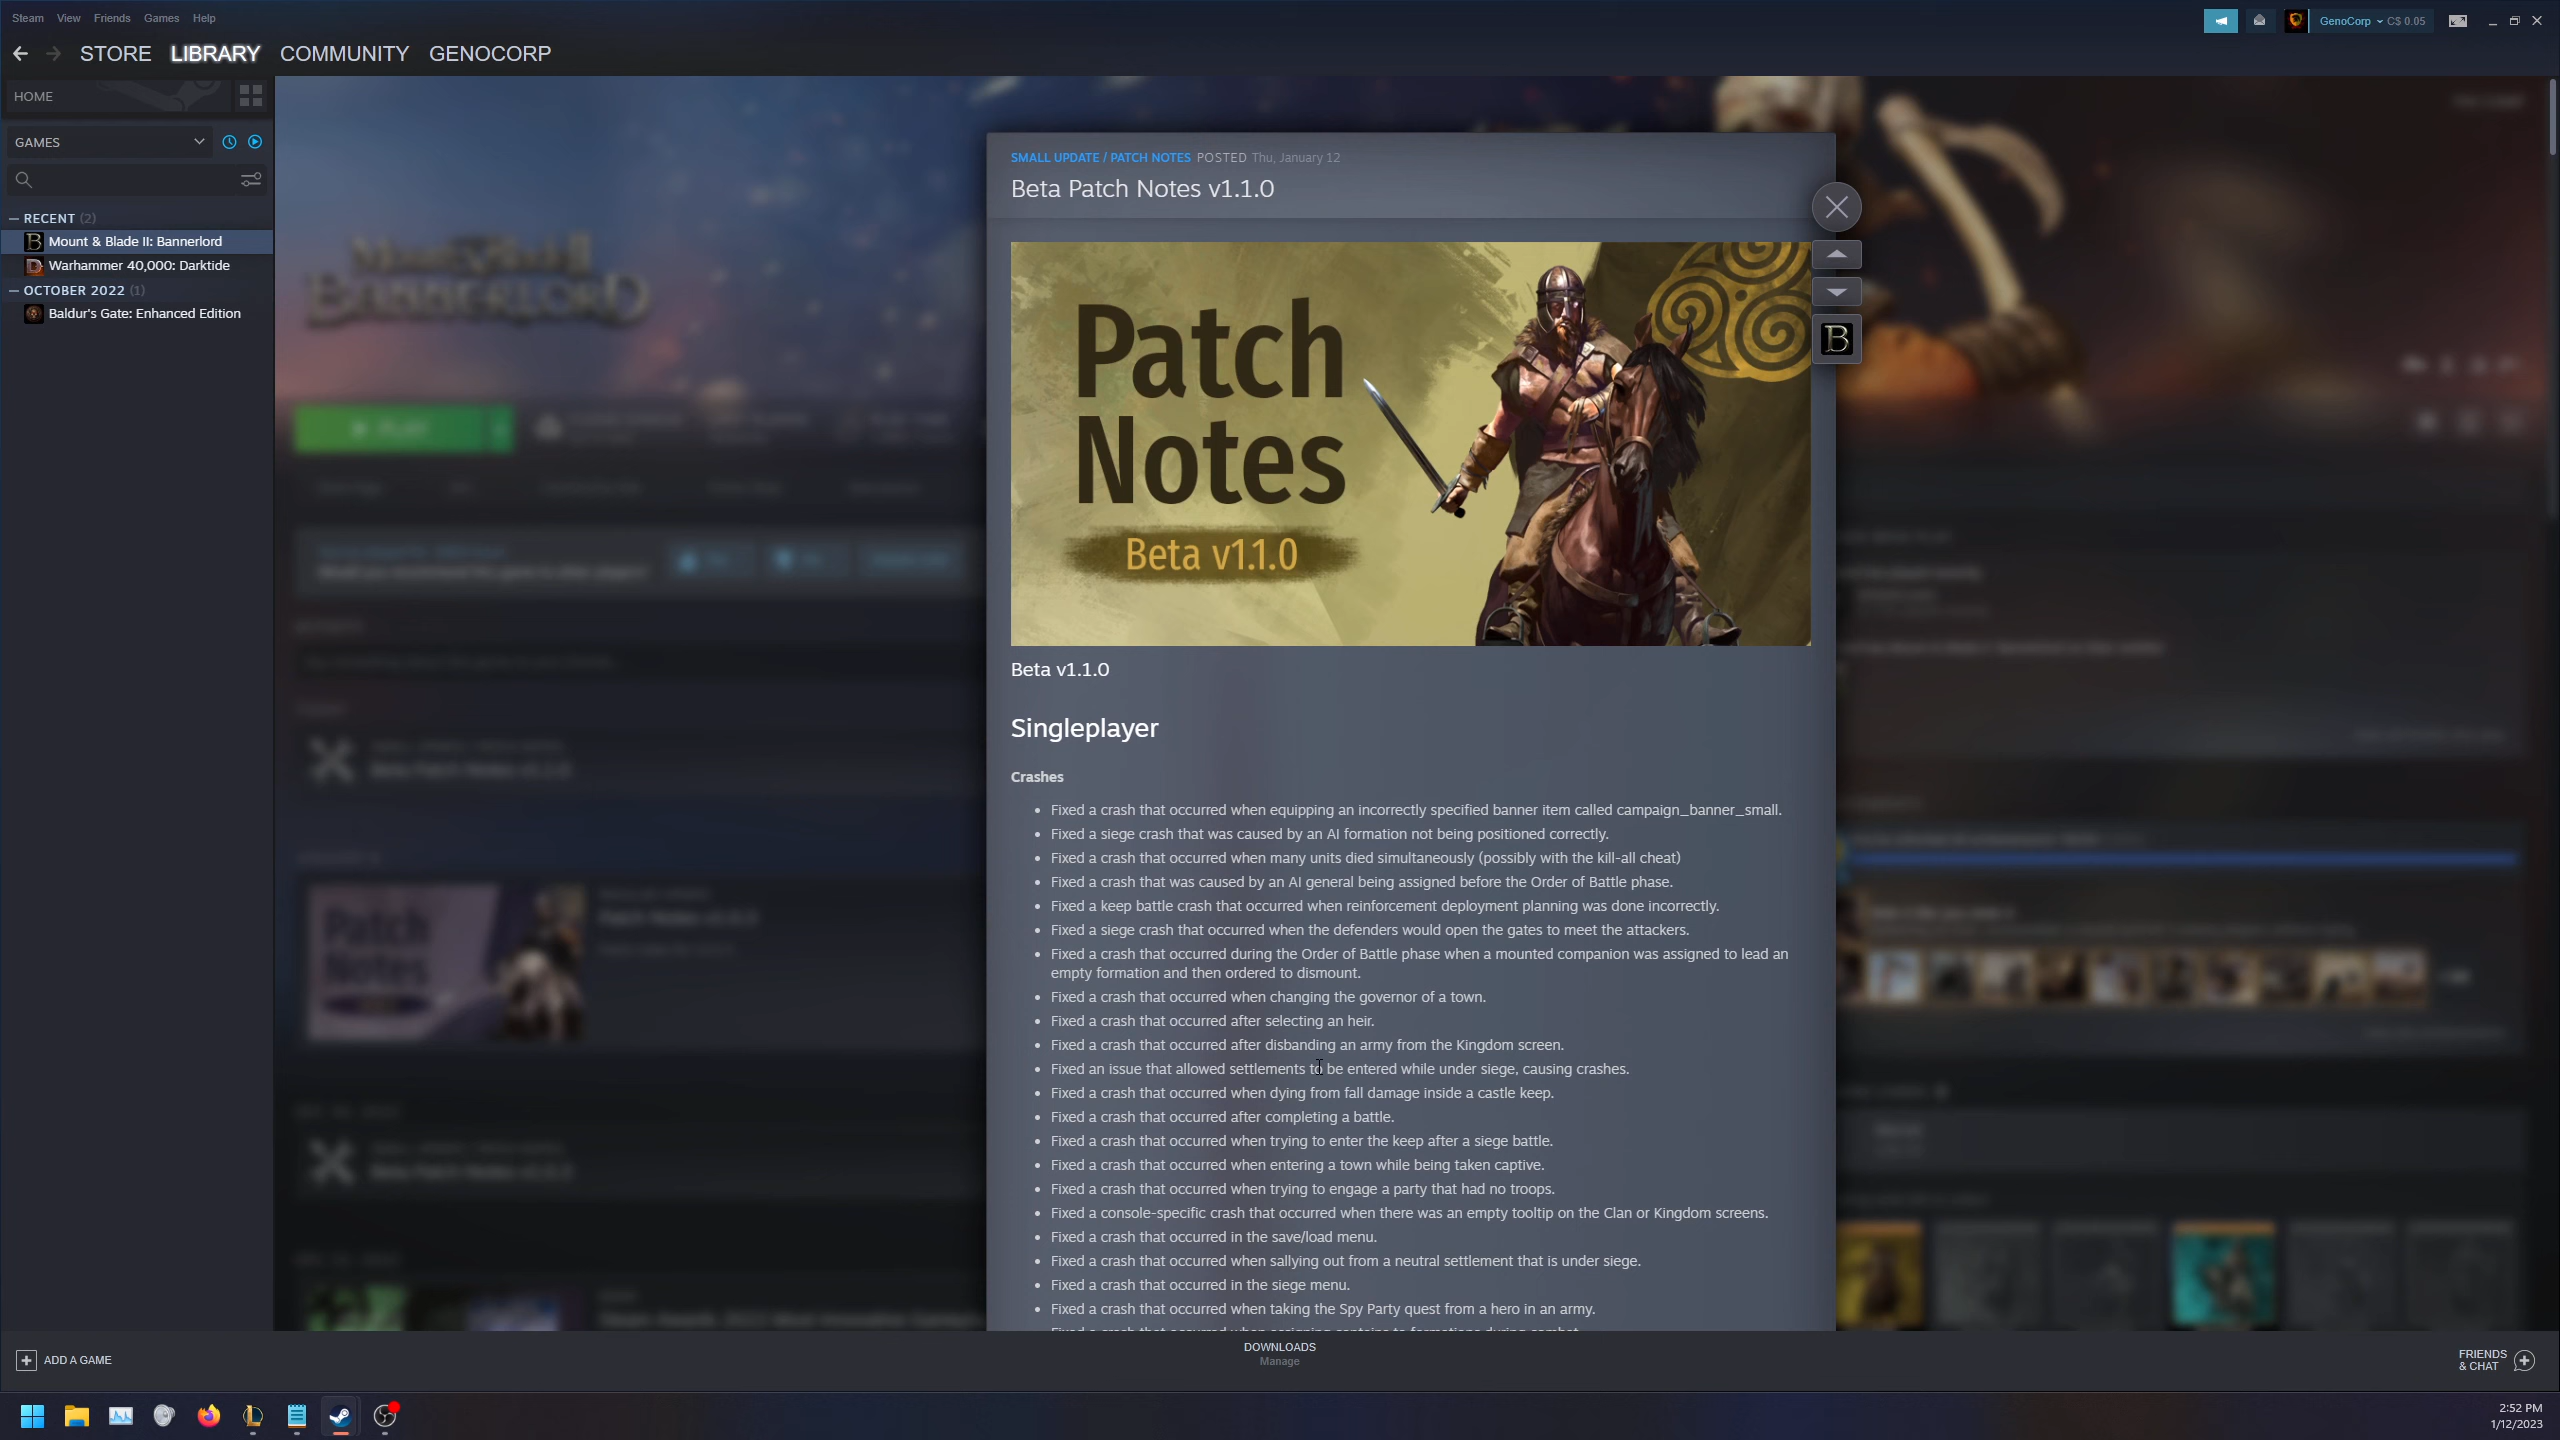 Steam View Friends Games Help
GenoCorp C$ 0.05
STORE LIBRARY COMMUNITY GENOCORP
HOME
GAMES
RECENT (2)
Mount & Blade II: Bannerlord
Warhammer 40,000: Darktide
OCTOBER 2022 (1)
Baldur's Gate: Enhanced Edition
MOUNT & BLADE II
BANNERLORD
PLAY
SMALL UPDATE / PATCH NOTES POSTED Thu, January 12
Beta Patch Notes v1.1.0
Patch
Notes
Beta v1.1.0
B
Beta v1.1.0
Singleplayer
Crashes
• Fixed a crash that occurred when equipping an incorrectly specified banner item called campaign_banner_small.
• Fixed a siege crash that was caused by an AI formation not being positioned correctly.
• Fixed a crash that occurred when many units died simultaneously (possibly with the kill-all cheat)
• Fixed a crash that was caused by an AI general being assigned before the Order of Battle phase.
• Fixed a keep battle crash that occurred when reinforcement deployment planning was done incorrectly.
• Fixed a siege crash that occurred when the defenders would open the gates to meet the attackers.
• Fixed a crash that occurred during the Order of Battle phase when a mounted companion was assigned to lead an
empty formation and then ordered to dismount.
• Fixed a crash that occurred when changing the governor of a town.
• Fixed a crash that occurred after selecting an heir.
• Fixed a crash that occurred after disbanding an army from the Kingdom screen.
• Fixed an issue that allowed settlements to be entered while under siege, causing crashes.
• Fixed a crash that occurred when dying from fall damage inside a castle keep.
• Fixed a crash that occurred after completing a battle.
• Fixed a crash that occurred when trying to enter the keep after a siege battle.
• Fixed a crash that occurred when entering a town while being taken captive.
• Fixed a crash that occurred when trying to engage a party that had no troops.
• Fixed a console-specific crash that occurred when there was an empty tooltip on the Clan or Kingdom screens.
• Fixed a crash that occurred in the save/load menu.
• Fixed a crash that occurred when sallying out from a neutral settlement that is under siege.
• Fixed a crash that occurred in the siege menu.
• Fixed a crash that occurred when taking the Spy Party quest from a hero in an army.
ADD A GAME
DOWNLOADS
Manage
FRIENDS
& CHAT
2:52 PM
1/12/2023